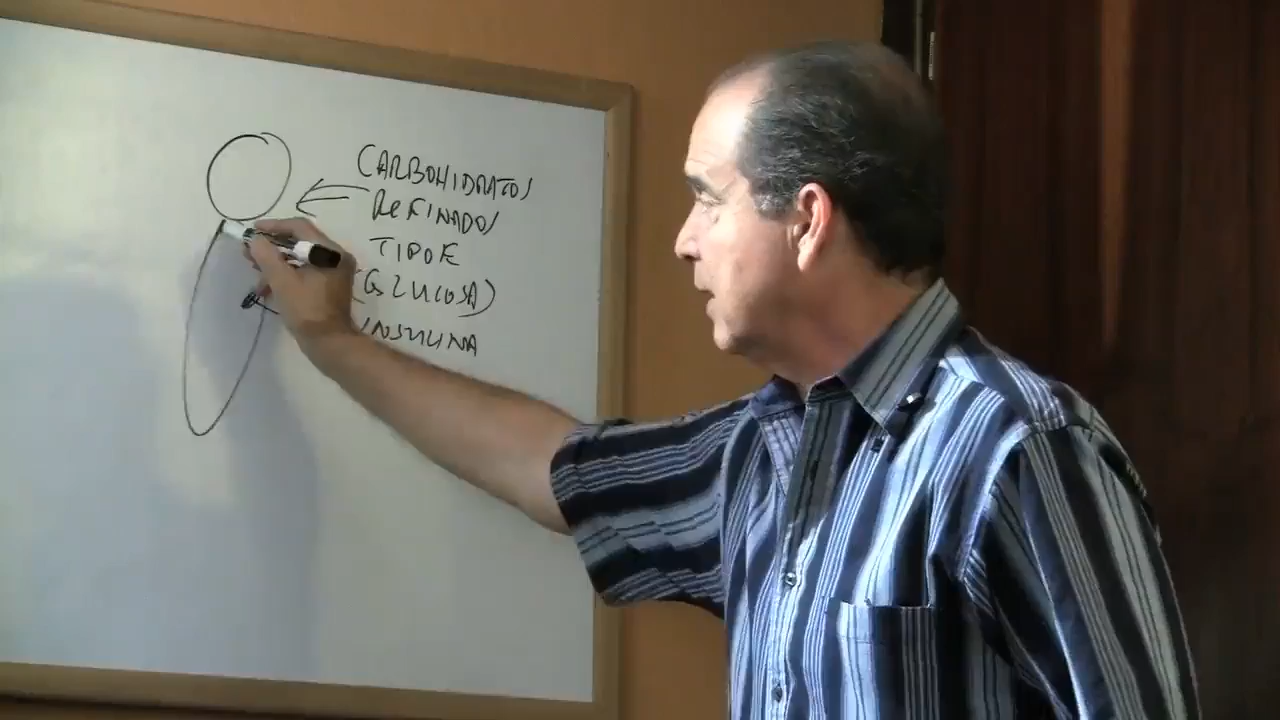 CARBOHIDRATOS
REFINADOS
TIPO E
(GLUCOSA)
INSULINA